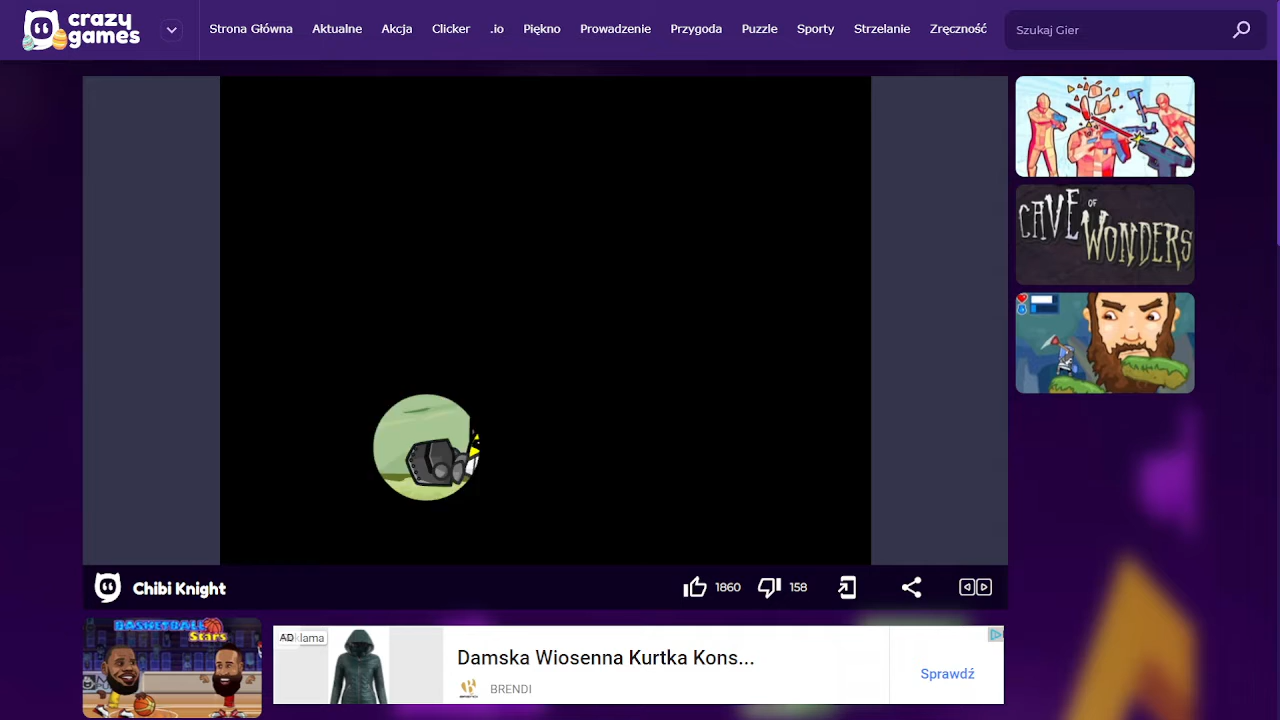 crazy games
Strona Główna Aktualne Akcja Clicker .io Piękno Prowadzenie Przygoda Puzzle Sporty Strzelanie Zręczność
Szukaj Gier
CAVE OF WONDERS
Chibi Knight
1860
158
BASKETBALL Stars
Damska Wiosenna Kurtka Kons...
BRENDI
Sprawdź